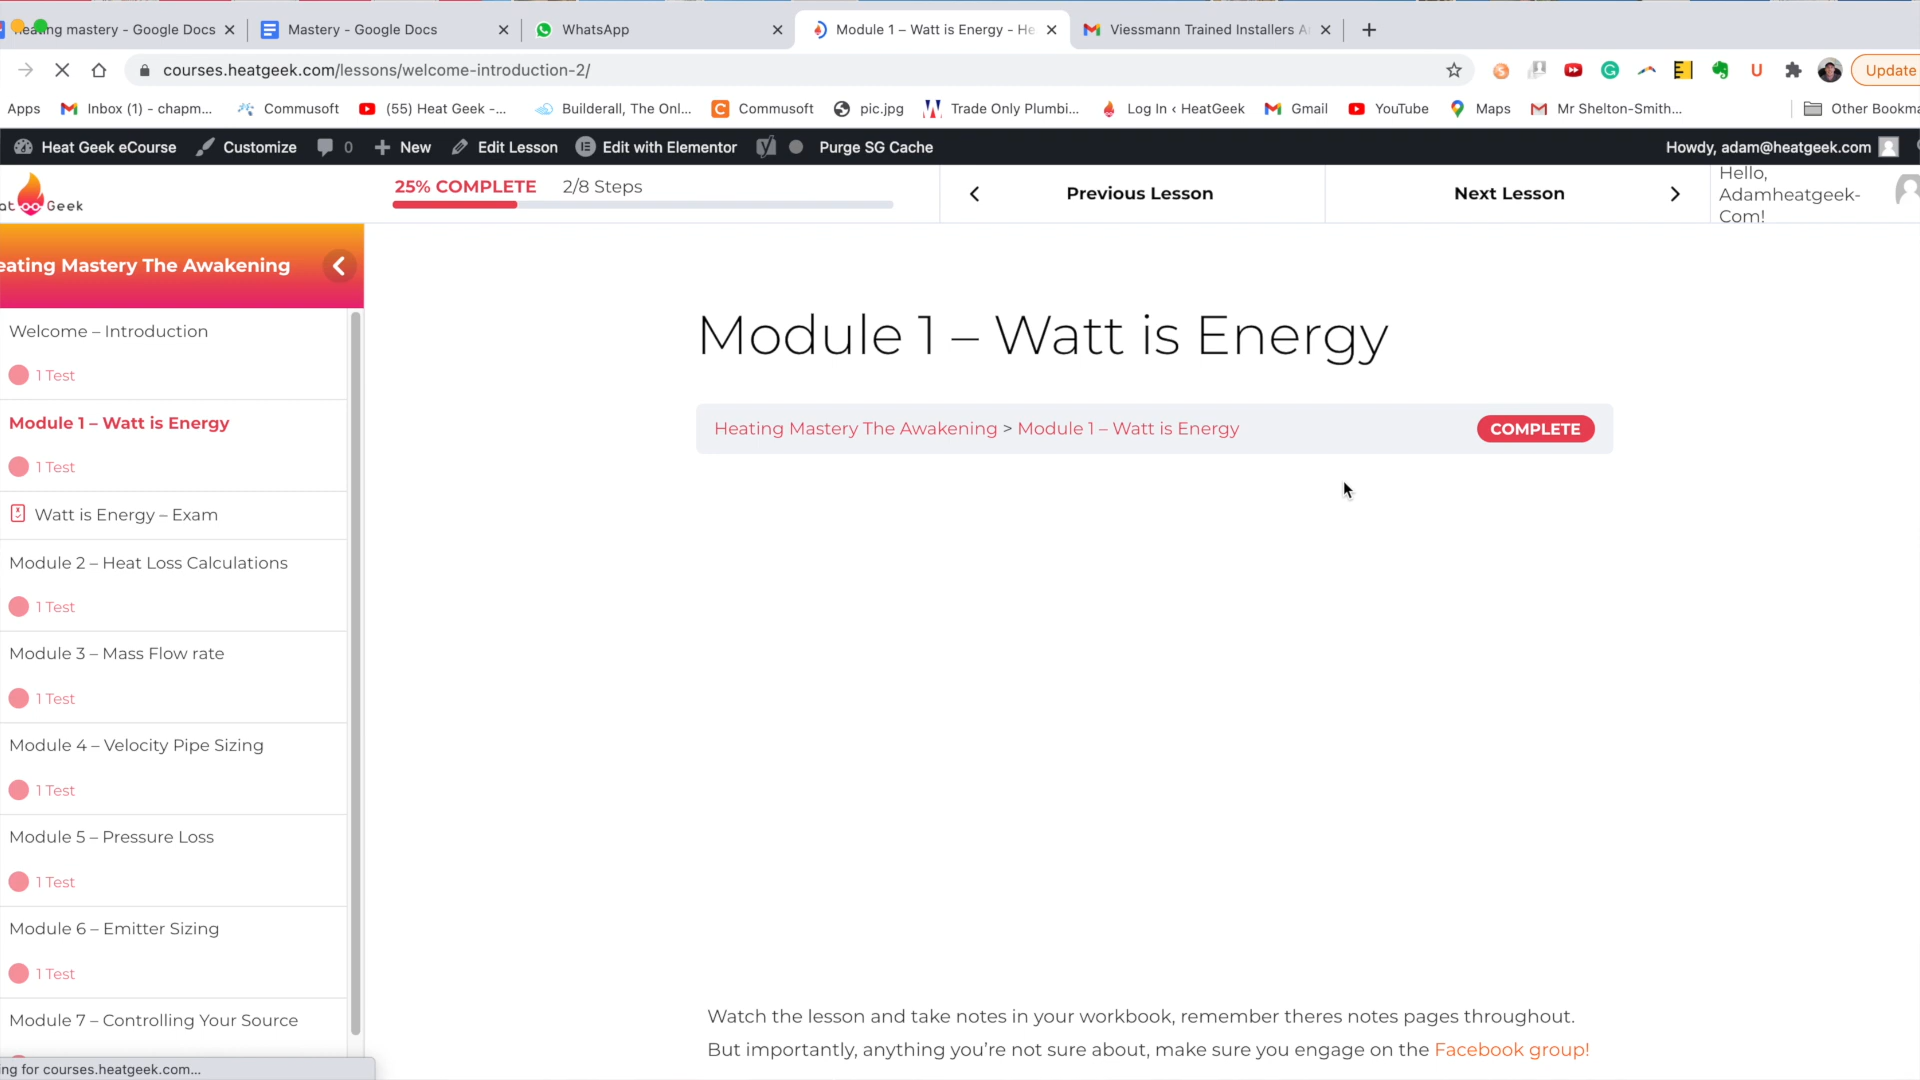 eating mastery - Google Docs
Mastery - Google Docs
WhatsApp
Module 1 – Watt is Energy - He
Viessmann Trained Installers A
courses.heatgeek.com/lessons/welcome-introduction-2/
Update
Apps
Inbox (1) - chapm...
Commusoft
(55) Heat Geek -...
Builderall, The Onl...
Commusoft
pic.jpg
Trade Only Plumbi...
Log In ‹ HeatGeek
Gmail
YouTube
Maps
Mr Shelton-Smith...
Other Bookma
Heat Geek eCourse
Customize
0
New
Edit Lesson
Edit with Elementor
Purge SG Cache
Howdy, adam@heatgeek.com
at Geek
25% COMPLETE
2/8 Steps
Previous Lesson
Next Lesson
Hello,
Adamheatgeek-
Com!
eating Mastery The Awakening
Welcome – Introduction
1 Test
Module 1 – Watt is Energy
1 Test
Watt is Energy – Exam
Module 2 – Heat Loss Calculations
1 Test
Module 3 – Mass Flow rate
1 Test
Module 4 – Velocity Pipe Sizing
1 Test
Module 5 – Pressure Loss
1 Test
Module 6 – Emitter Sizing
1 Test
Module 7 – Controlling Your Source
ng for courses.heatgeek.com...
Module 1 – Watt is Energy
Heating Mastery The Awakening > Module 1 – Watt is Energy
COMPLETE
Watch the lesson and take notes in your workbook, remember theres notes pages throughout.
But importantly, anything you're not sure about, make sure you engage on the Facebook group!